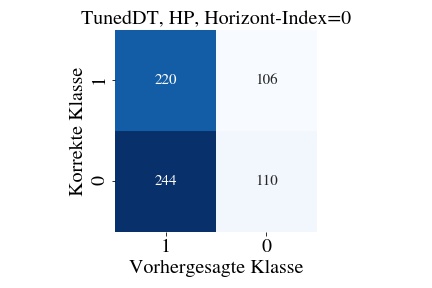 TunedDT, HP, Horizont-Index=0
Korrekte Klasse
1
220
106
0
244
110
1
0
Vorhergesagte Klasse